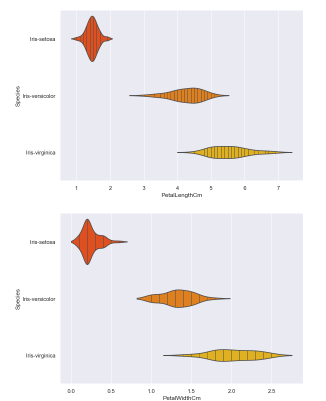 Iris-setosa
Iris-versicolor
Iris-virginica
Species
1 2 3 4 5 6 7
PetalLengthCm
Iris-setosa
Iris-versicolor
Iris-virginica
Species
0.0 0.5 1.0 1.5 2.0 2.5
PetalWidthCm